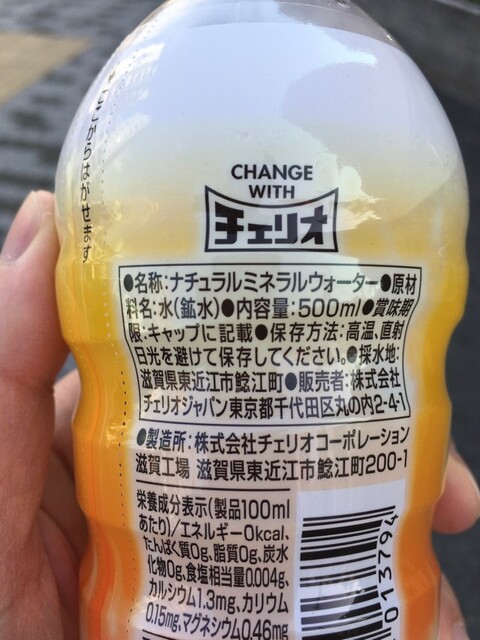 ここからはがせます
CHANGE
WITH
チェリオ
●名称:ナチュラルミネラルウォーター●原材
料名:水(鉱水)●内容量:500ml●賞味期
限:キャップに記載●保存方法:高温、直射
日光を避けて保存してください。●採水地:
滋賀県東近江市鯰江町●販売者:株式会社
チェリオジャパン 東京都千代田区丸の内2-4-1
●製造所:株式会社チェリオコーポレーション
滋賀工場 滋賀県東近江市鯰江町200-1
栄養成分表示(製品100ml
あたり)/エネルギー0kcal、
たんぱく質0g、脂質0g、炭水
化物0g、食塩相当量0.004g、
カルシウム1.3mg、カリウム
0.15mg、マグネシウム0.46mg
013794